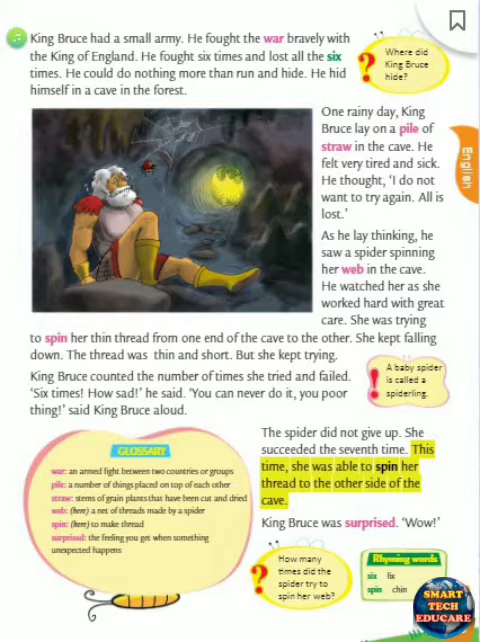 King Bruce had a small army. He fought the war bravely with
the King of England. He fought six times and lost all the six
times. He could do nothing more than run and hide. He hid
himself in a cave in the forest.
Where did
King Bruce
hide?
?
One rainy day, King
Bruce lay on a pile of
straw in the cave. He
felt very tired and sick.
He thought, ‘I do not
want to try again. All is
lost.’
English
As he lay thinking, he
saw a spider spinning
her web in the cave.
He watched her as she
worked hard with great
care. She was trying
to spin her thin thread from one end of the cave to the other. She kept falling
down. The thread was thin and short. But she kept trying.
King Bruce counted the number of times she tried and failed.
‘Six times! How sad!’ he said. ‘You can never do it, you poor
thing!’ said King Bruce aloud.
!
A baby spider
is called a
spiderling.
The spider did not give up. She
succeeded the seventh time. This
time, she was able to spin her
thread to the other side of the
cave.
King Bruce was surprised. ‘Wow!’
GLOSSARY
war: an armed fight between two countries or groups
pile: a number of things placed on top of each other
straw: stems of grain plants that have been cut and dried
web: (here) a net of threads made by a spider
spin: (here) to make thread
surprised: the feeling you get when something
unexpected happens
?
How many
times did the
spider try to
spin her web?
Rhyming words
six fix
spin chin
SMART
TECH
EDUCARE